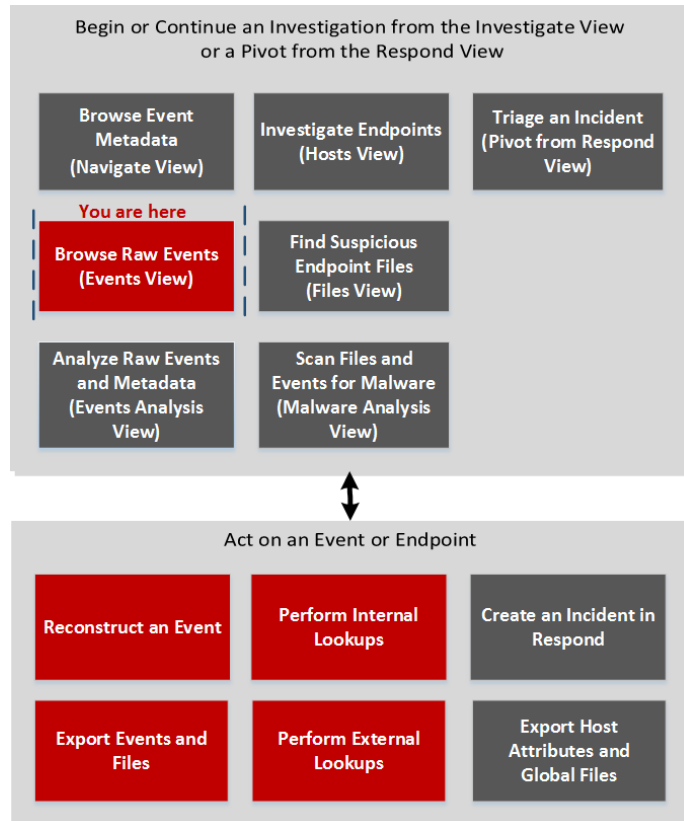 Begin or Continue an Investigation from the Investigate View
or a Pivot from the Respond View
Browse Event
Metadata
(Navigate View)
Investigate Endpoints
(Hosts View)
Triage an Incident
(Pivot from Respond
View)
You are here
Browse Raw Events
(Events View)
Find Suspicious
Endpoint Files
(Files View)
Analyze Raw Events
and Metadata
(Events Analysis
View)
Scan Files and
Events for Malware
(Malware Analysis
View)
Act on an Event or Endpoint
Reconstruct an Event
Perform Internal
Lookups
Create an Incident in
Respond
Export Events and
Files
Perform External
Lookups
Export Host
Attributes and
Global Files